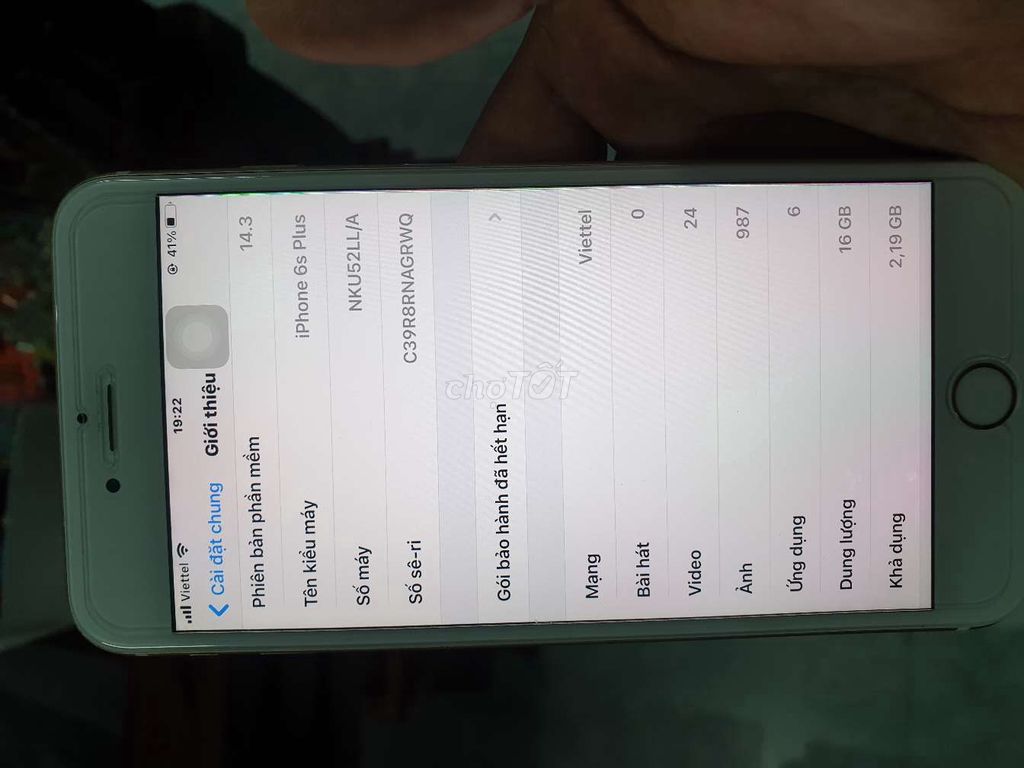 Viettel 19:22 41%
Cài đặt chung Giới thiệu
Phiên bản phần mềm 14.3
Tên kiểu máy iPhone 6s Plus
Số máy NKU52LL/A
Số sê-ri C39R8RNAGRWQ
Gói bảo hành đã hết hạn
chợTỐT
Mạng Viettel
Bài hát 0
Video 24
Ảnh 987
Ứng dụng 6
Dung lượng 16 GB
Khả dụng 2,19 GB